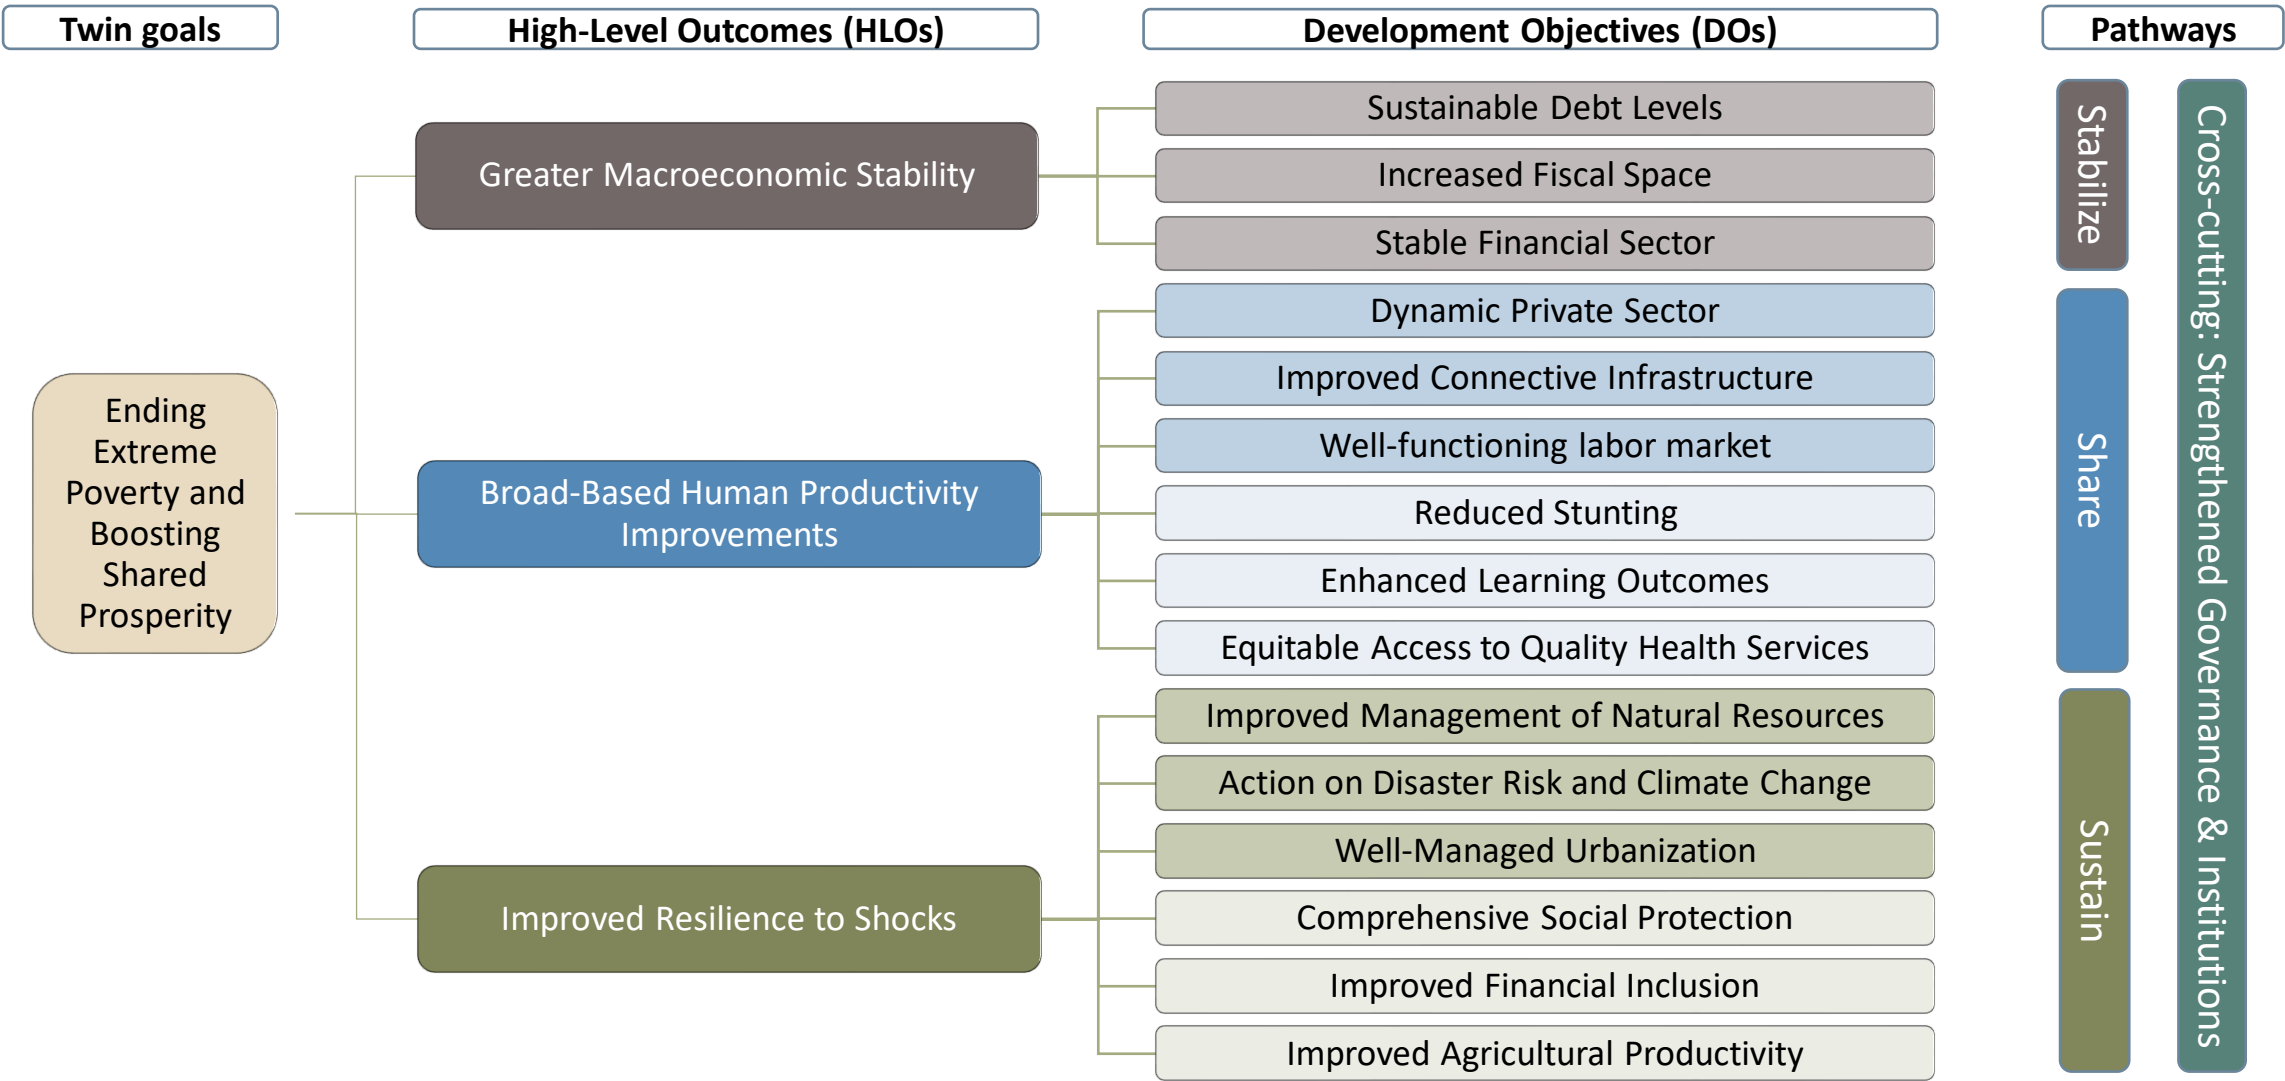 Twin goals
High-Level Outcomes (HLOs)
Development Objectives (DOs)
Pathways
Ending
Extreme
Poverty and
Boosting
Shared
Prosperity
Greater Macroeconomic Stability
Sustainable Debt Levels
Increased Fiscal Space
Stable Financial Sector
Broad-Based Human Productivity
Improvements
Dynamic Private Sector
Improved Connective Infrastructure
Well-functioning labor market
Reduced Stunting
Enhanced Learning Outcomes
Equitable Access to Quality Health Services
Improved Resilience to Shocks
Improved Management of Natural Resources
Action on Disaster Risk and Climate Change
Well-Managed Urbanization
Comprehensive Social Protection
Improved Financial Inclusion
Improved Agricultural Productivity
Stabilize
Share
Sustain
Cross-cutting: Strengthened Governance & Institutions